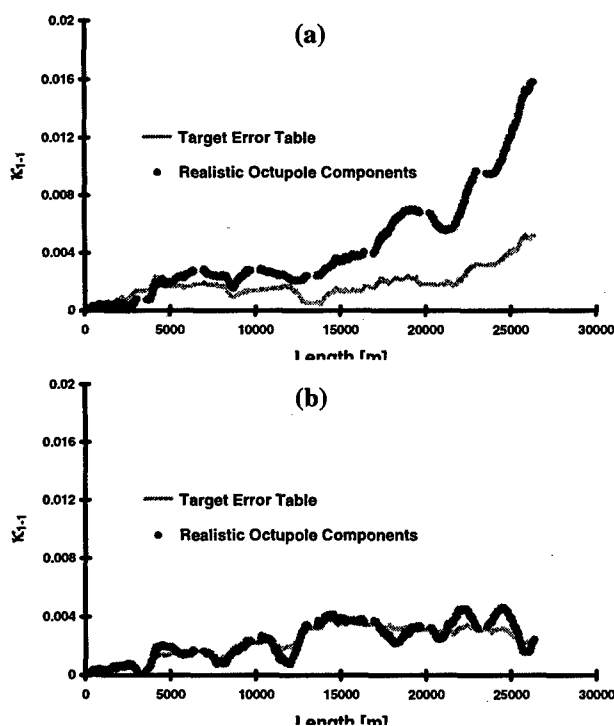 (a)
0.02
0.016
0.012
0.008
0.004
0
κ1-1
Target Error Table
Realistic Octupole Components
0 5000 10000 15000 20000 25000 30000
Length [m]
(b)
0.02
0.016
0.012
0.008
0.004
0
κ1-1
Target Error Table
Realistic Octupole Components
0 5000 10000 15000 20000 25000 30000
Length [m]